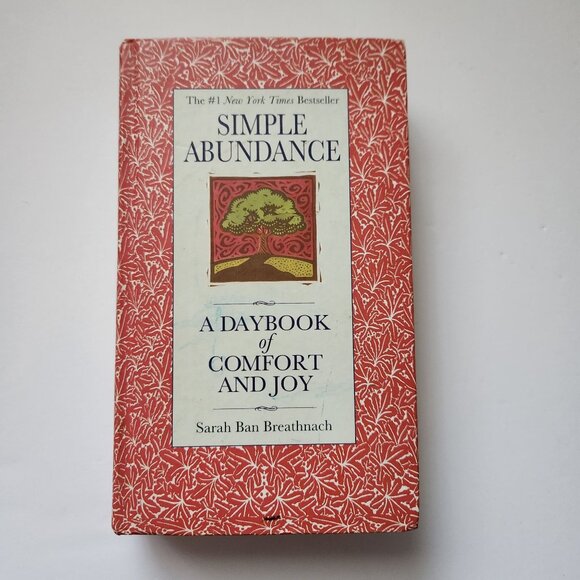 The #1 New York Times Bestseller
SIMPLE
ABUNDANCE
A DAYBOOK
of
COMFORT
AND JOY
Sarah Ban Breathnach